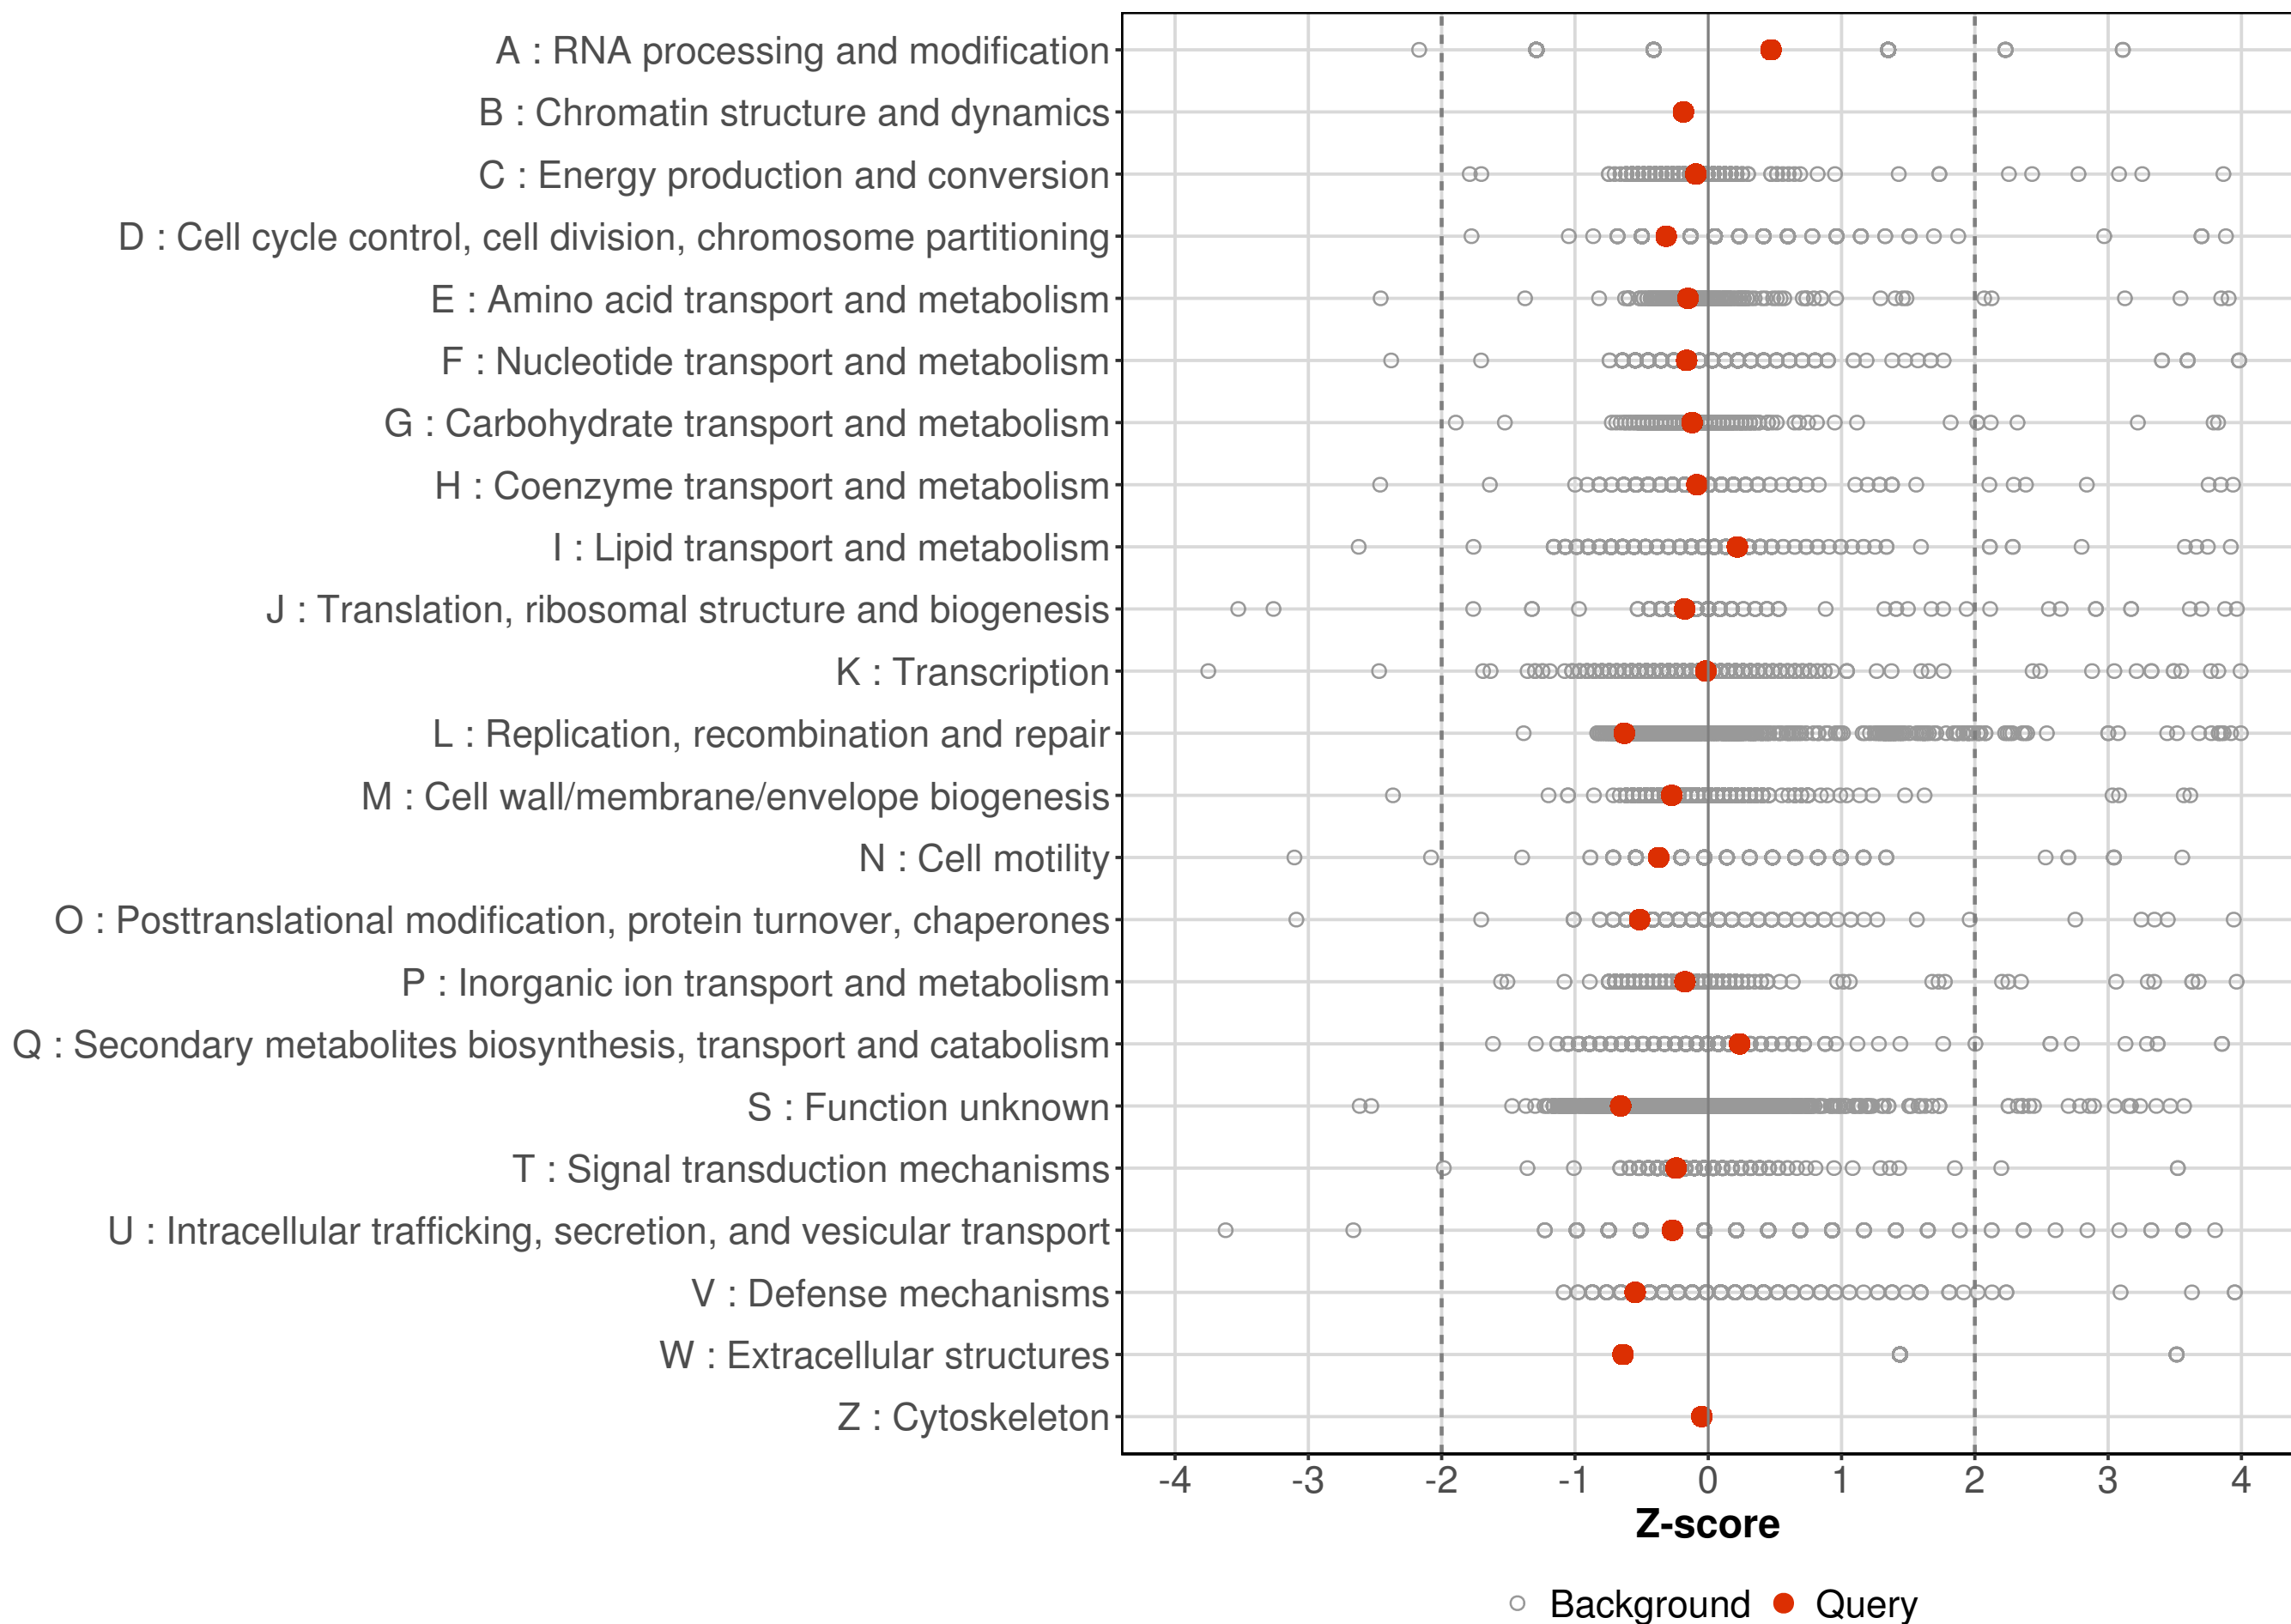 A : RNA processing and modification
B : Chromatin structure and dynamics
C : Energy production and conversion
D : Cell cycle control, cell division, chromosome partitioning
E : Amino acid transport and metabolism
F : Nucleotide transport and metabolism
G : Carbohydrate transport and metabolism
H : Coenzyme transport and metabolism
I : Lipid transport and metabolism
J : Translation, ribosomal structure and biogenesis
K : Transcription
L : Replication, recombination and repair
M : Cell wall/membrane/envelope biogenesis
N : Cell motility
O : Posttranslational modification, protein turnover, chaperones
P : Inorganic ion transport and metabolism
Q : Secondary metabolites biosynthesis, transport and catabolism
S : Function unknown
T : Signal transduction mechanisms
U : Intracellular trafficking, secretion, and vesicular transport
V : Defense mechanisms
W : Extracellular structures
Z : Cytoskeleton
-4 -3 -2 -1 0 1 2 3 4
Z-score
Background Query